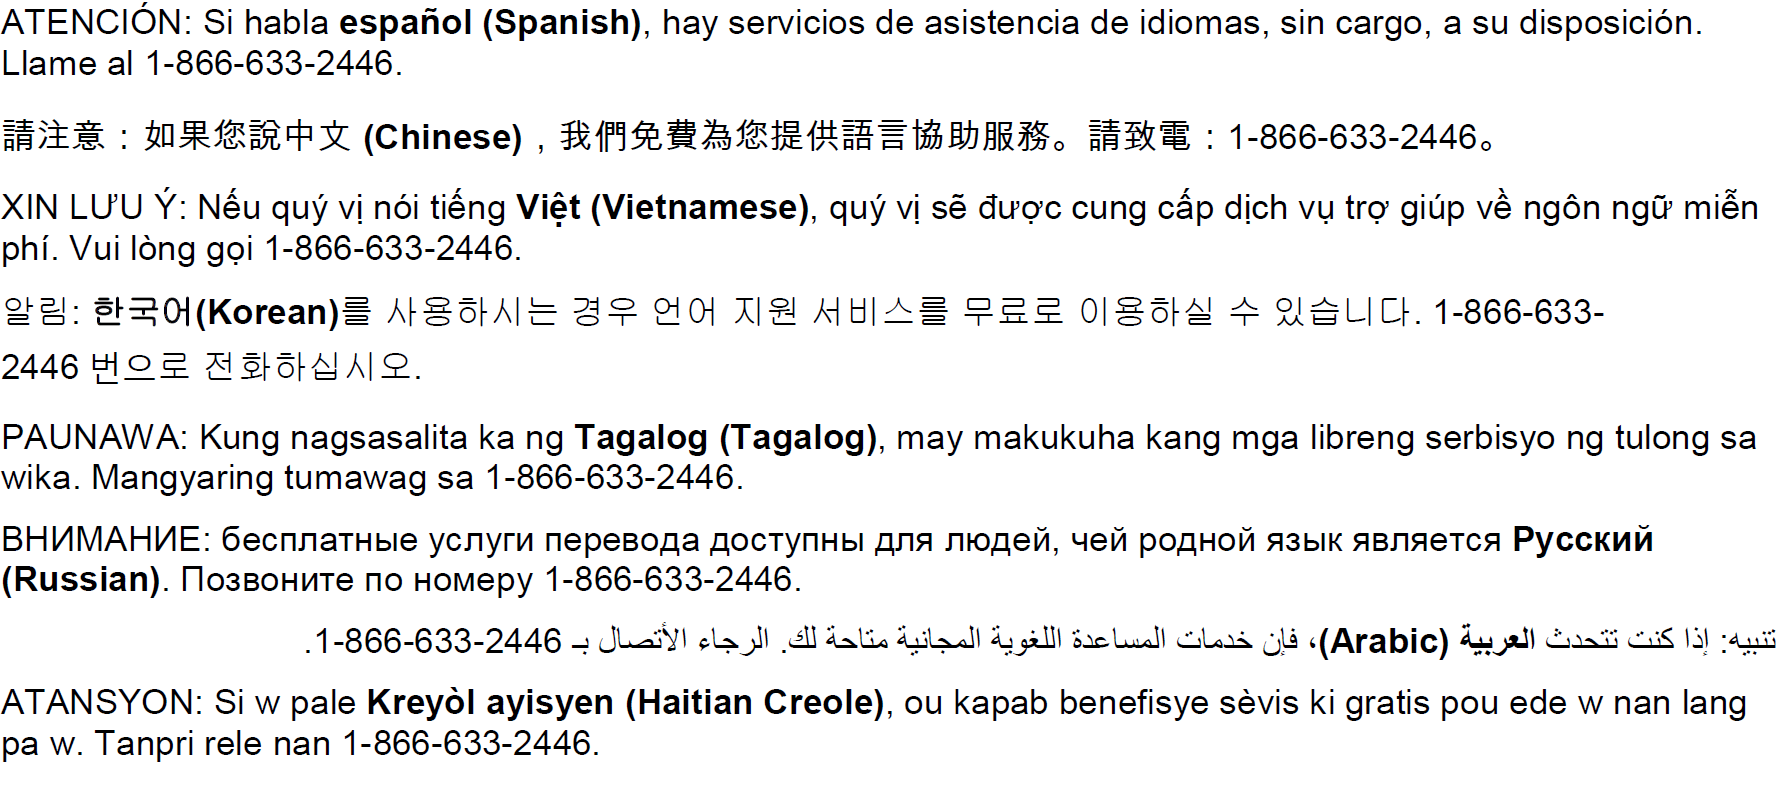 ATENCIÓN: Si habla español (Spanish), hay servicios de asistencia de idiomas, sin cargo, a su disposición.
Llame al 1-866-633-2446.
請注意：如果您說中文 (Chinese)，我們免費為您提供語言協助服務。請致電：1-866-633-2446。
XIN LƯU Ý: Nếu quý vị nói tiếng Việt (Vietnamese), quý vị sẽ được cung cấp dịch vụ trợ giúp về ngôn ngữ miễn
phí. Vui lòng gọi 1-866-633-2446.
알림: 한국어(Korean)를 사용하시는 경우 언어 지원 서비스를 무료로 이용하실 수 있습니다. 1-866-633-
2446 번으로 전화하십시오.
PAUNAWA: Kung nagsasalita ka ng Tagalog (Tagalog), may makukuha kang mga libreng serbisyo ng tulong sa
wika. Mangyaring tumawag sa 1-866-633-2446.
ВНИМАНИЕ: бесплатные услуги перевода доступны для людей, чей родной язык является Русский
(Russian). Позвоните по номеру 1-866-633-2446.
تنبيه: إذا كنت تتحدث العربية (Arabic)، فإن خدمات المساعدة اللغوية المجانية متاحة لك. الرجاء الأتصال بـ 1-866-633-2446.
ATANSYON: Si w pale Kreyòl ayisyen (Haitian Creole), ou kapab benefisye sèvis ki gratis pou ede w nan lang
pa w. Tanpri rele nan 1-866-633-2446.